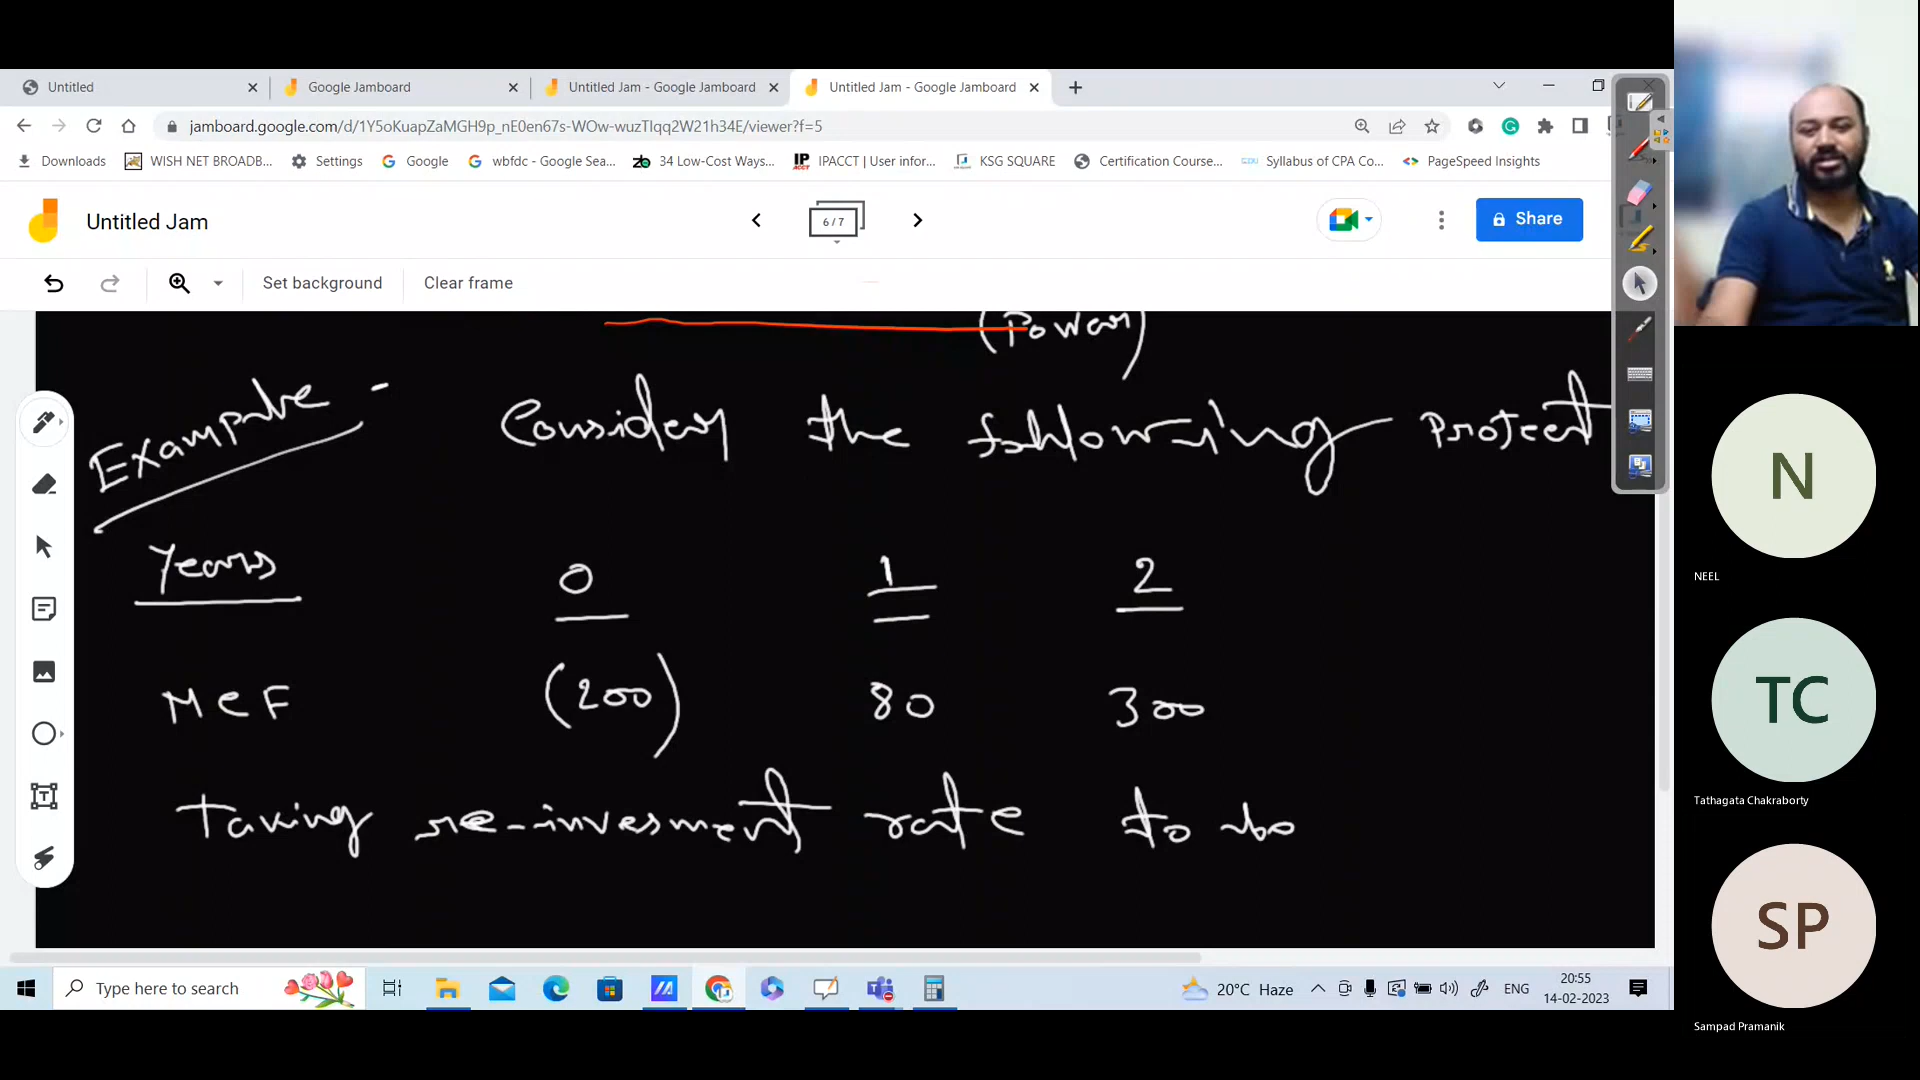 Untitled
Google Jamboard
Untitled Jam - Google Jamboard
Untitled Jam - Google Jamboard
jamboard.google.com/d/1Y5oKuapZaMGH9p_nE0en67s-WOw-wuzTlqq2W21h34E/viewer?f=5
Downloads WISH NET BROADB... Settings Google wbfdc - Google Sea... 34 Low-Cost Ways... IPACCT | User infor... KSG SQUARE Certification Course... Syllabus of CPA Co... PageSpeed Insights
Untitled Jam
6 / 7
Share
Set background
Clear frame
(Power)
Example - Consider the following Project
Years 0 1 2
NCF (200) 80 300
Taking re-invesment rate to be
N
NEEL
TC
Tathagata Chakraborty
SP
Sampad Pramanik
Type here to search
20°C Haze
ENG
20:55
14-02-2023